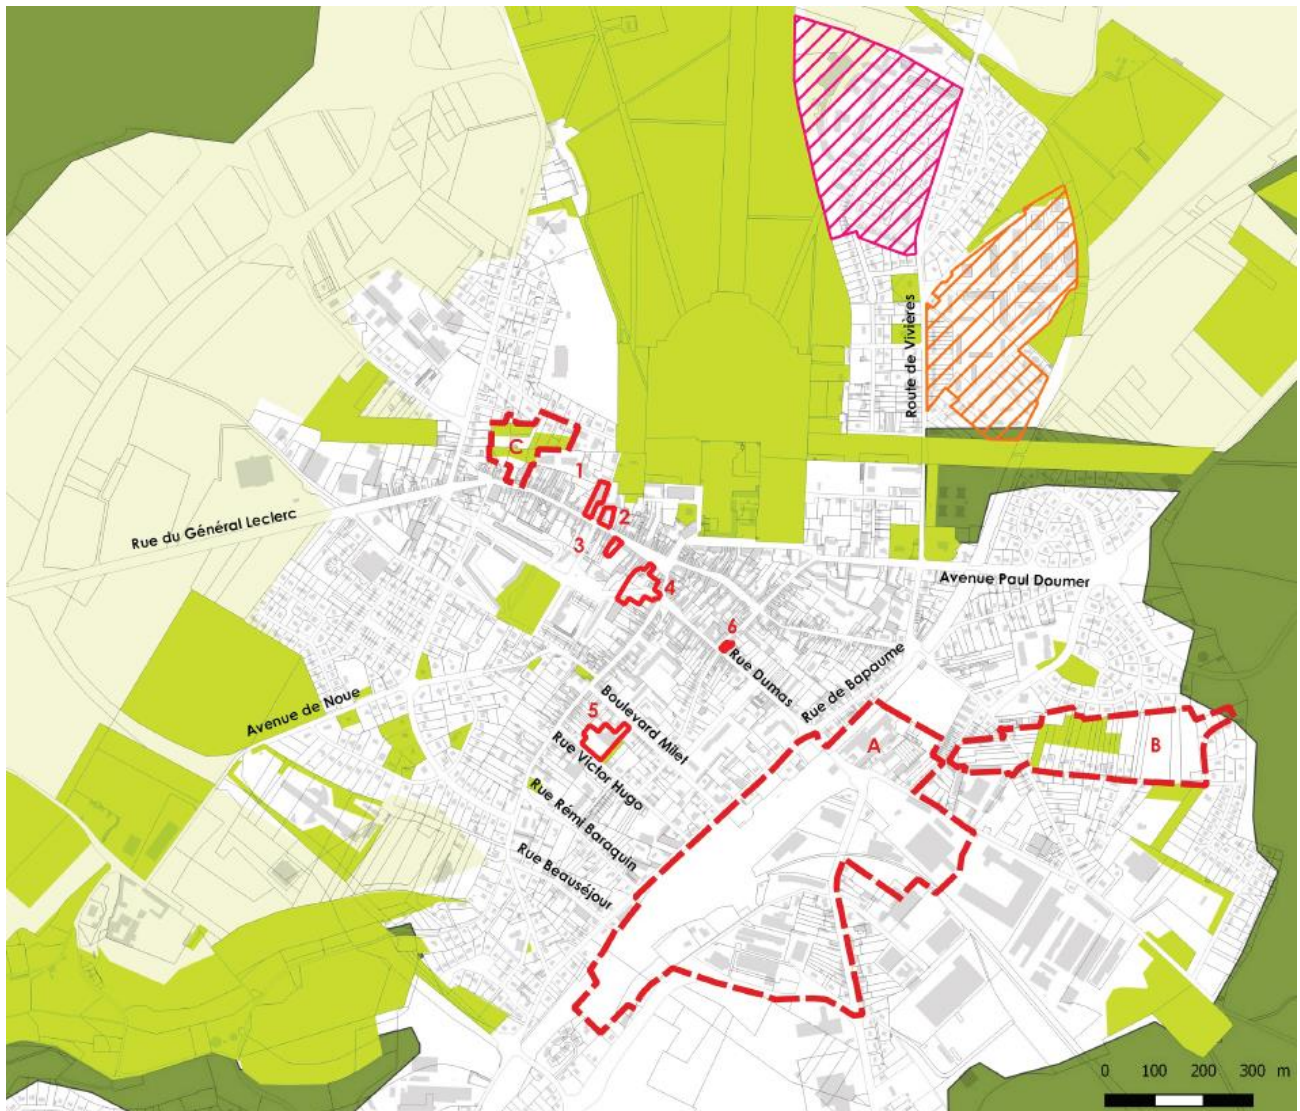 Route de Vivières
C
1
2
Rue du Général Leclerc
3
4
Avenue Paul Doumer
6
Rue Dumas
Rue de Bapaume
Avenue de Noue
Boulevard Milet
5
Rue Victor Hugo
A
B
Rue Rémi Baraquin
Rue Beauséjour
0 100 200 300 m